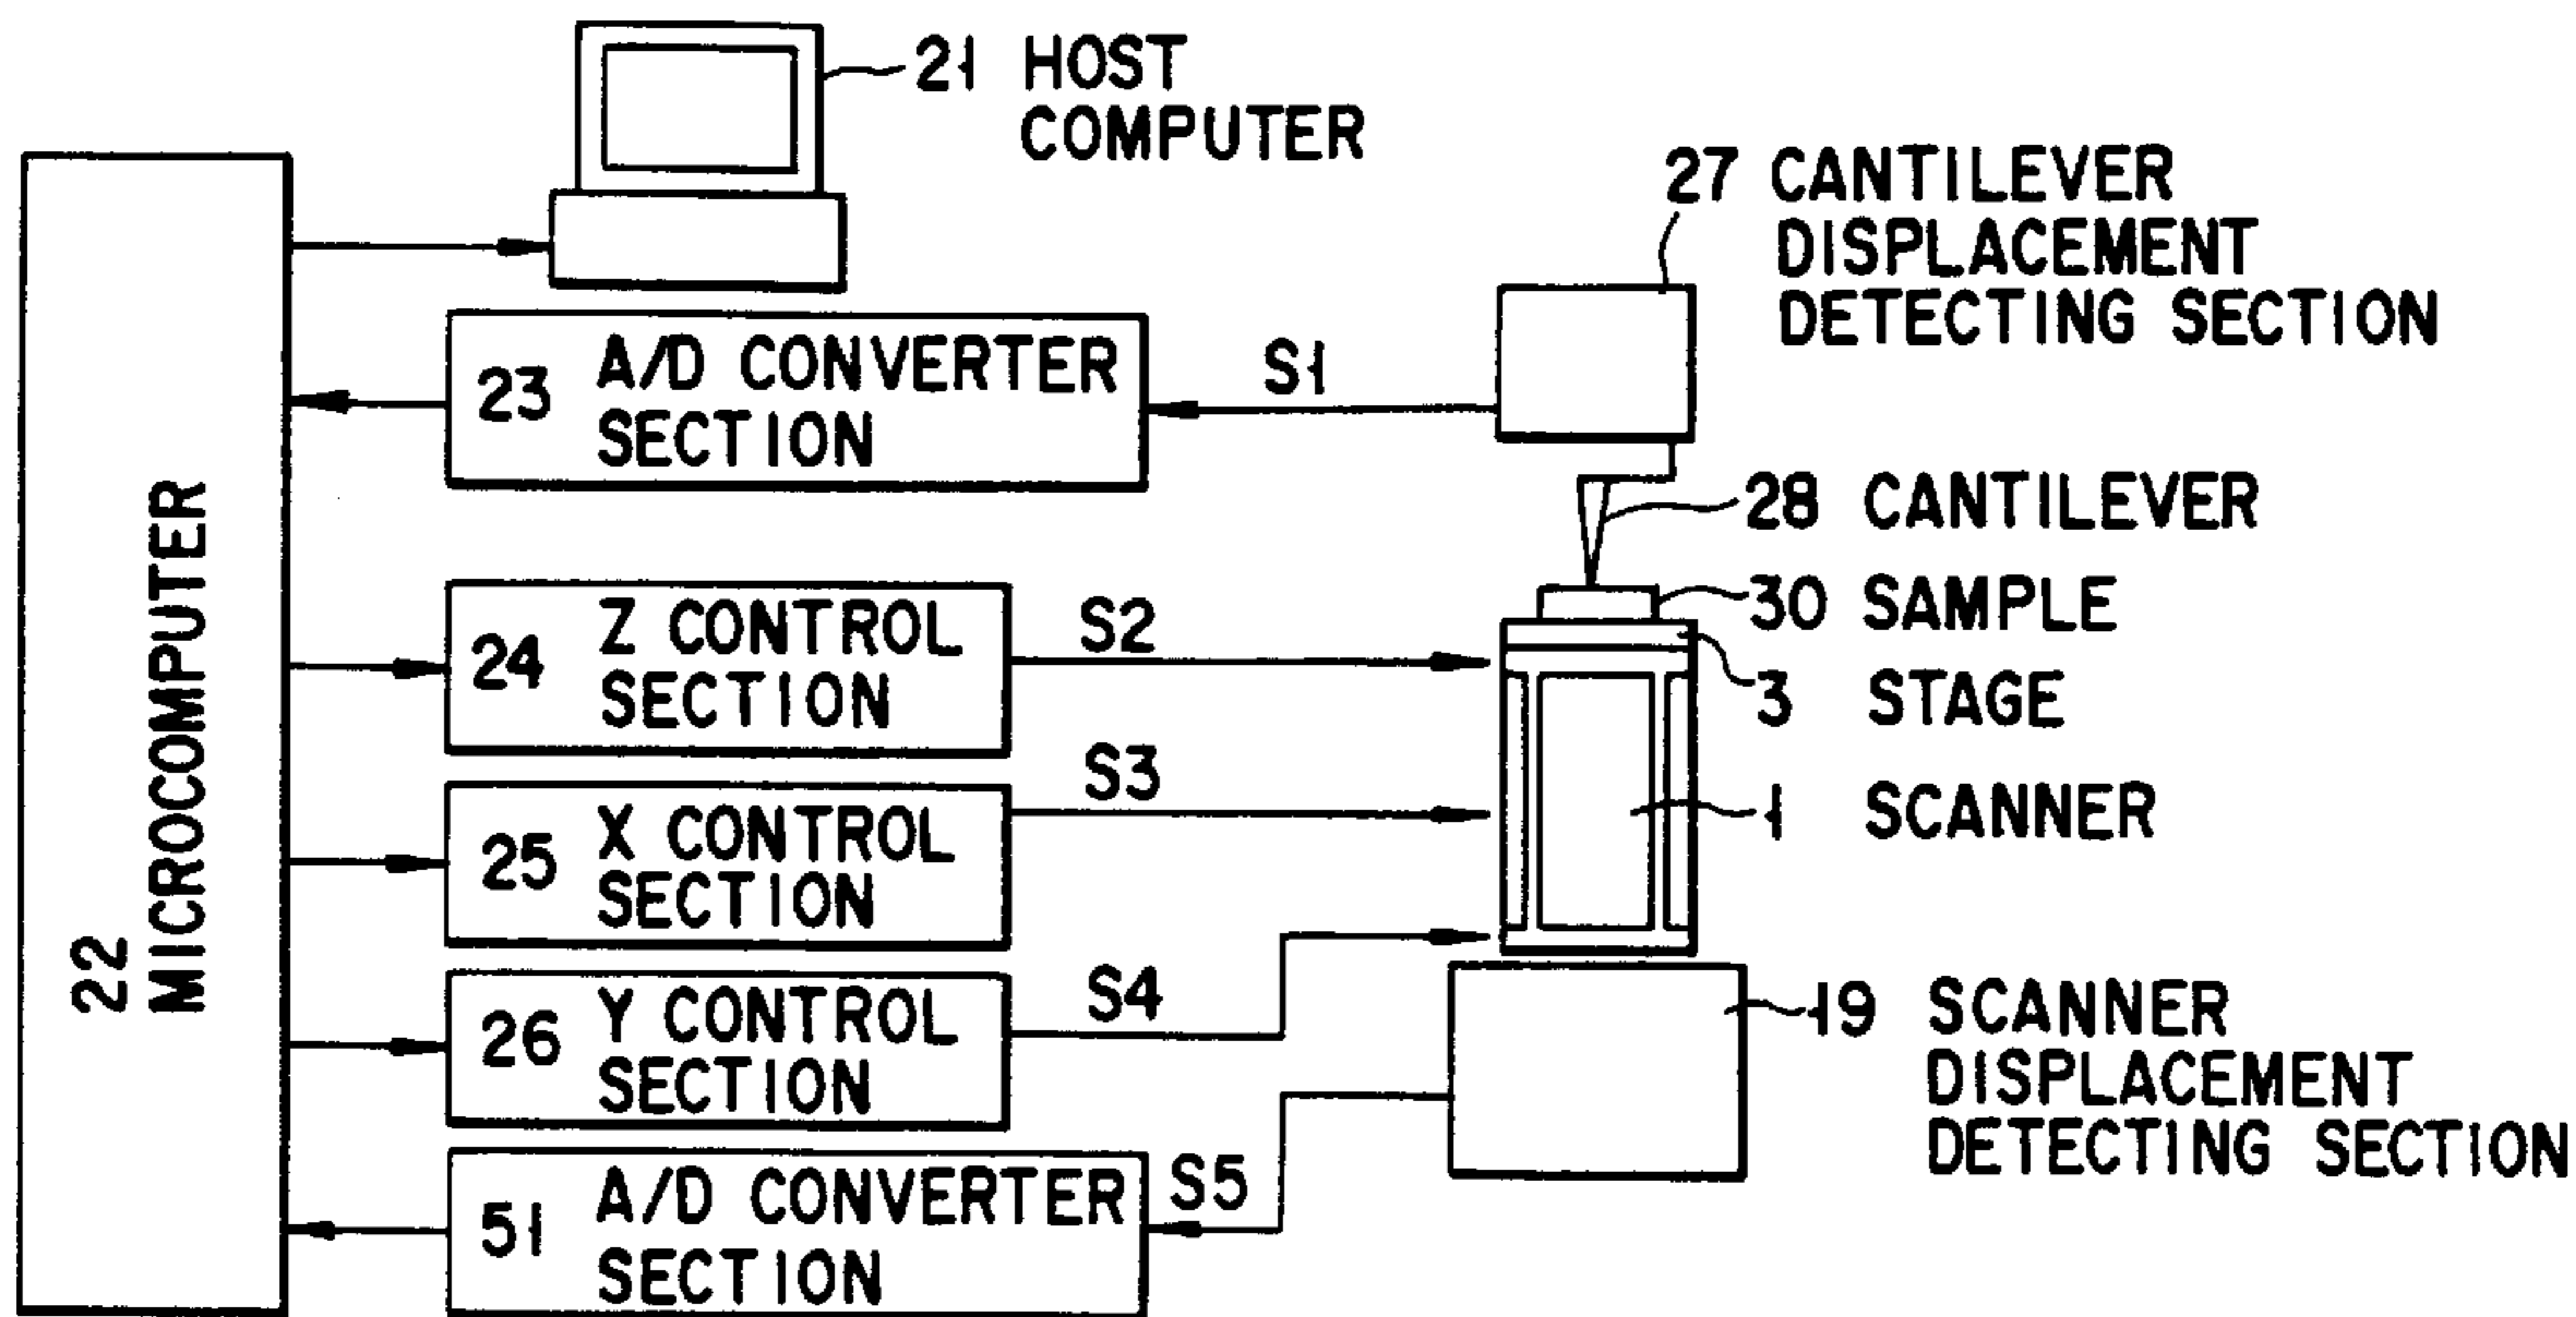 21 HOST
COMPUTER
27 CANTILEVER
DISPLACEMENT
DETECTING SECTION
23 A/D CONVERTER
SECTION
S1
28 CANTILEVER
30 SAMPLE
3 STAGE
1 SCANNER
22
MICROCOMPUTER
24 Z CONTROL
SECTION
S2
25 X CONTROL
SECTION
S3
26 Y CONTROL
SECTION
S4
19 SCANNER
DISPLACEMENT
DETECTING SECTION
51 A/D CONVERTER
SECTION
S5